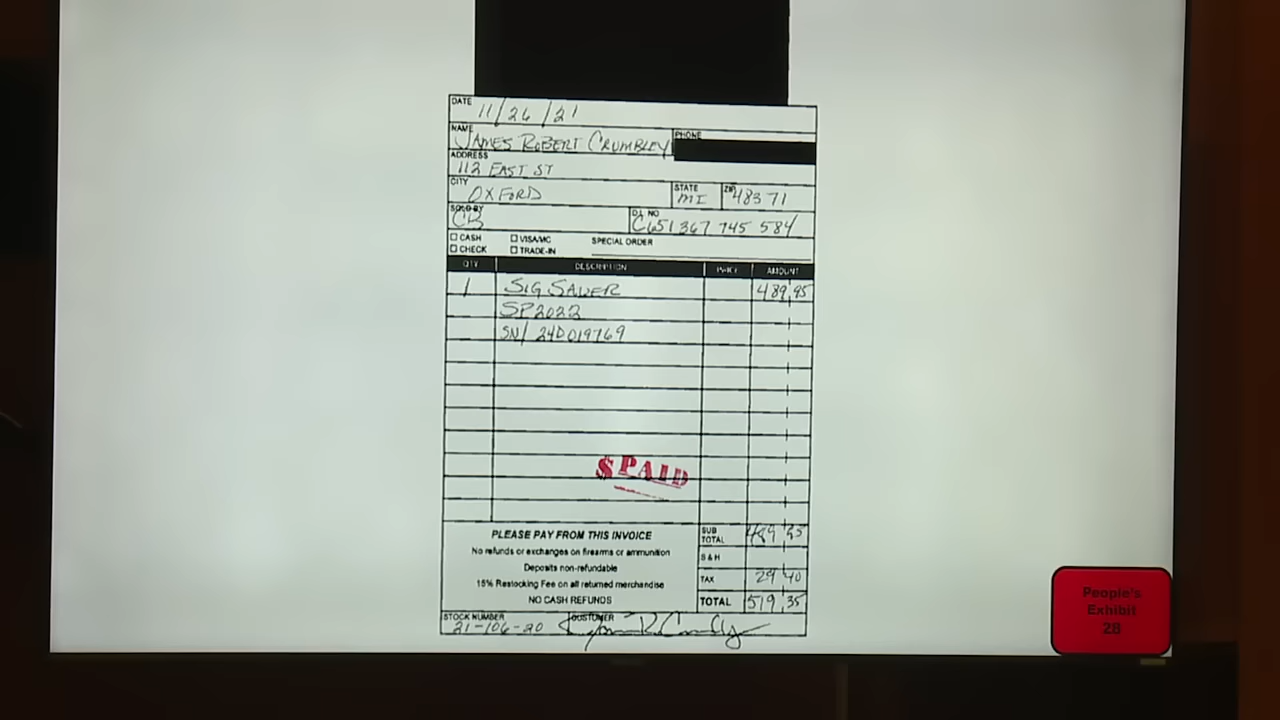 DATE 11/26/21
NAME JAMES ROBERT CRUMBLEY PHONE
ADDRESS 112 EAST ST
CITY OXFORD STATE MI ZIP 48371
SOLD BY CB D.L. NO C651 367 745 584
CASH VISA/MC SPECIAL ORDER
CHECK TRADE-IN
QTY DESCRIPTION PRICE AMOUNT
1 SIG SAUER 489.95
SP2022
SN/ 24D019769
$ PAID
PLEASE PAY FROM THIS INVOICE
No refunds or exchanges on firearms or ammunition
Deposits non-refundable
15% Restocking Fee on all returned merchandise
NO CASH REFUNDS
SUB TOTAL 489.95
S & H
TAX 29.40
TOTAL 519.35
STOCK NUMBER 21-106-20 CUSTOMER
People's
Exhibit
28